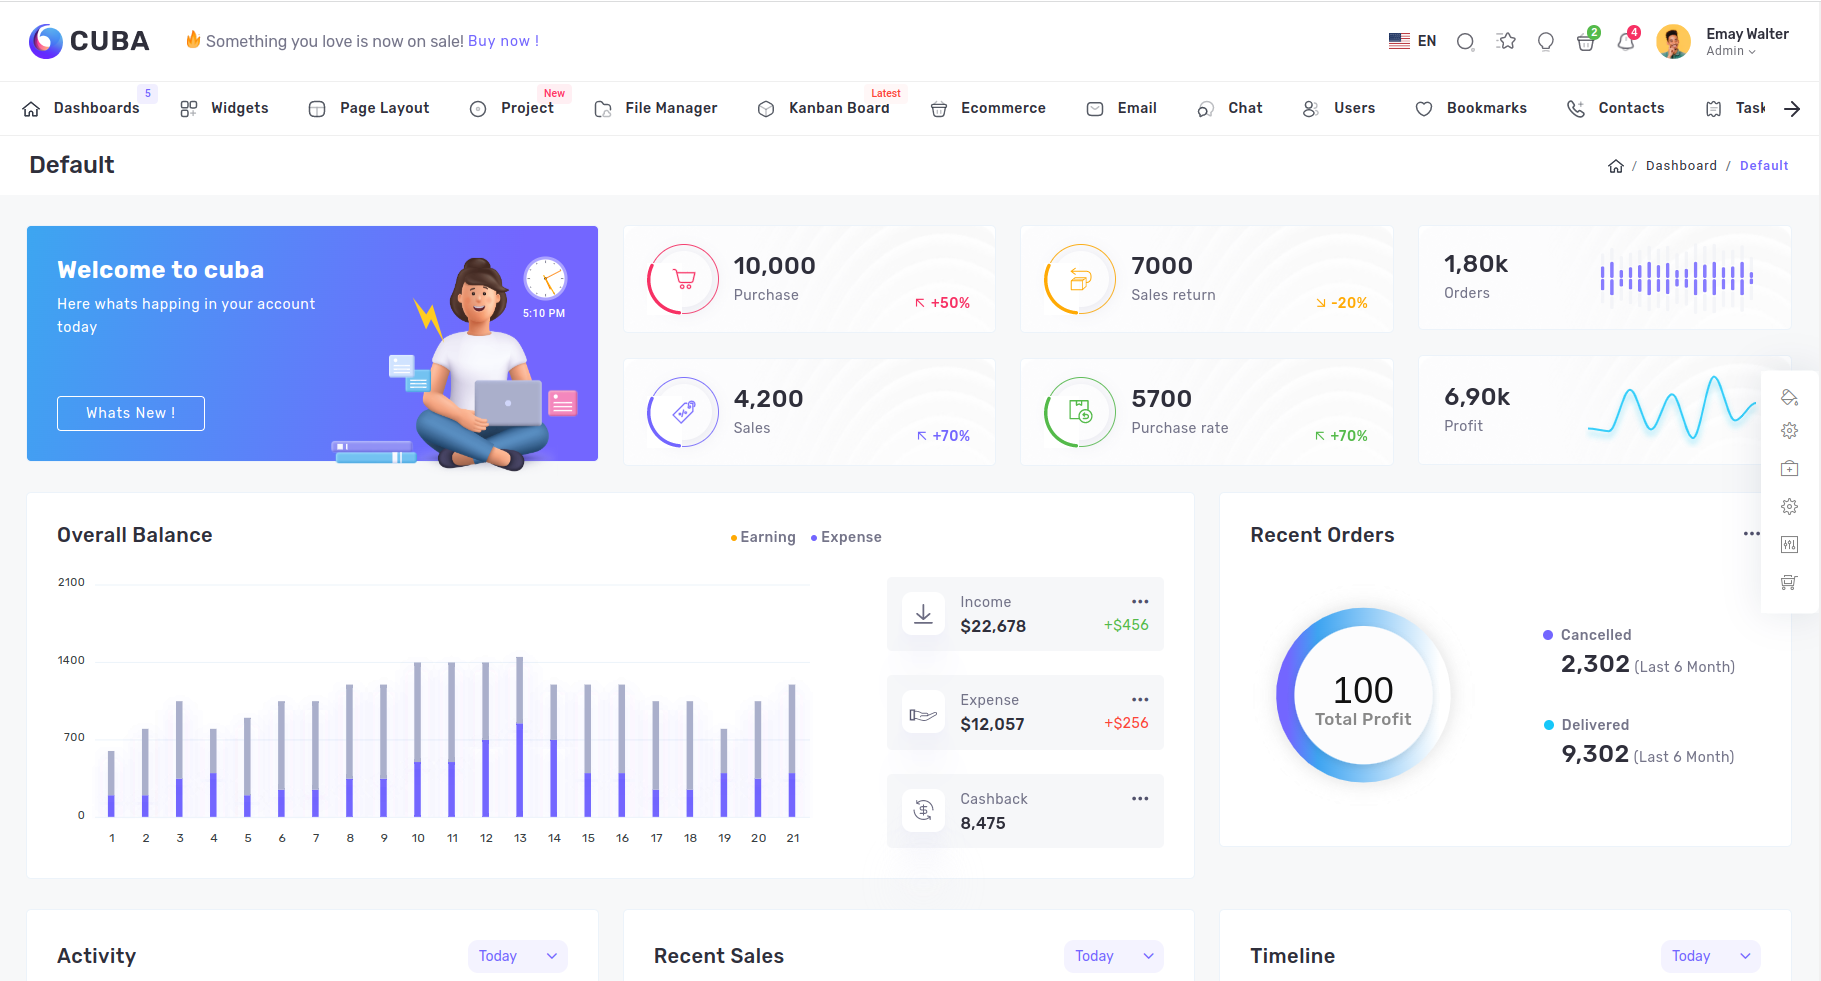 CUBA
Something you love is now on sale! Buy now !
EN
2
4
Emay Walter
Admin
Dashboards 5
Widgets
Page Layout
Project New
File Manager
Kanban Board Latest
Ecommerce
Email
Chat
Users
Bookmarks
Contacts
Task
Default
/ Dashboard / Default
Welcome to cuba
Here whats happing in your account
today
Whats New !
5:10 PM
10,000
Purchase
+50%
7000
Sales return
-20%
1,80k
Orders
4,200
Sales
+70%
5700
Purchase rate
+70%
6,90k
Profit
Overall Balance
Earning Expense
2100
1400
700
0
1 2 3 4 5 6 7 8 9 10 11 12 13 14 15 16 17 18 19 20 21
Income
$22,678
+$456
Expense
$12,057
+$256
Cashback
8,475
Recent Orders
100
Total Profit
Cancelled
2,302 (Last 6 Month)
Delivered
9,302 (Last 6 Month)
Activity
Today
Recent Sales
Today
Timeline
Today